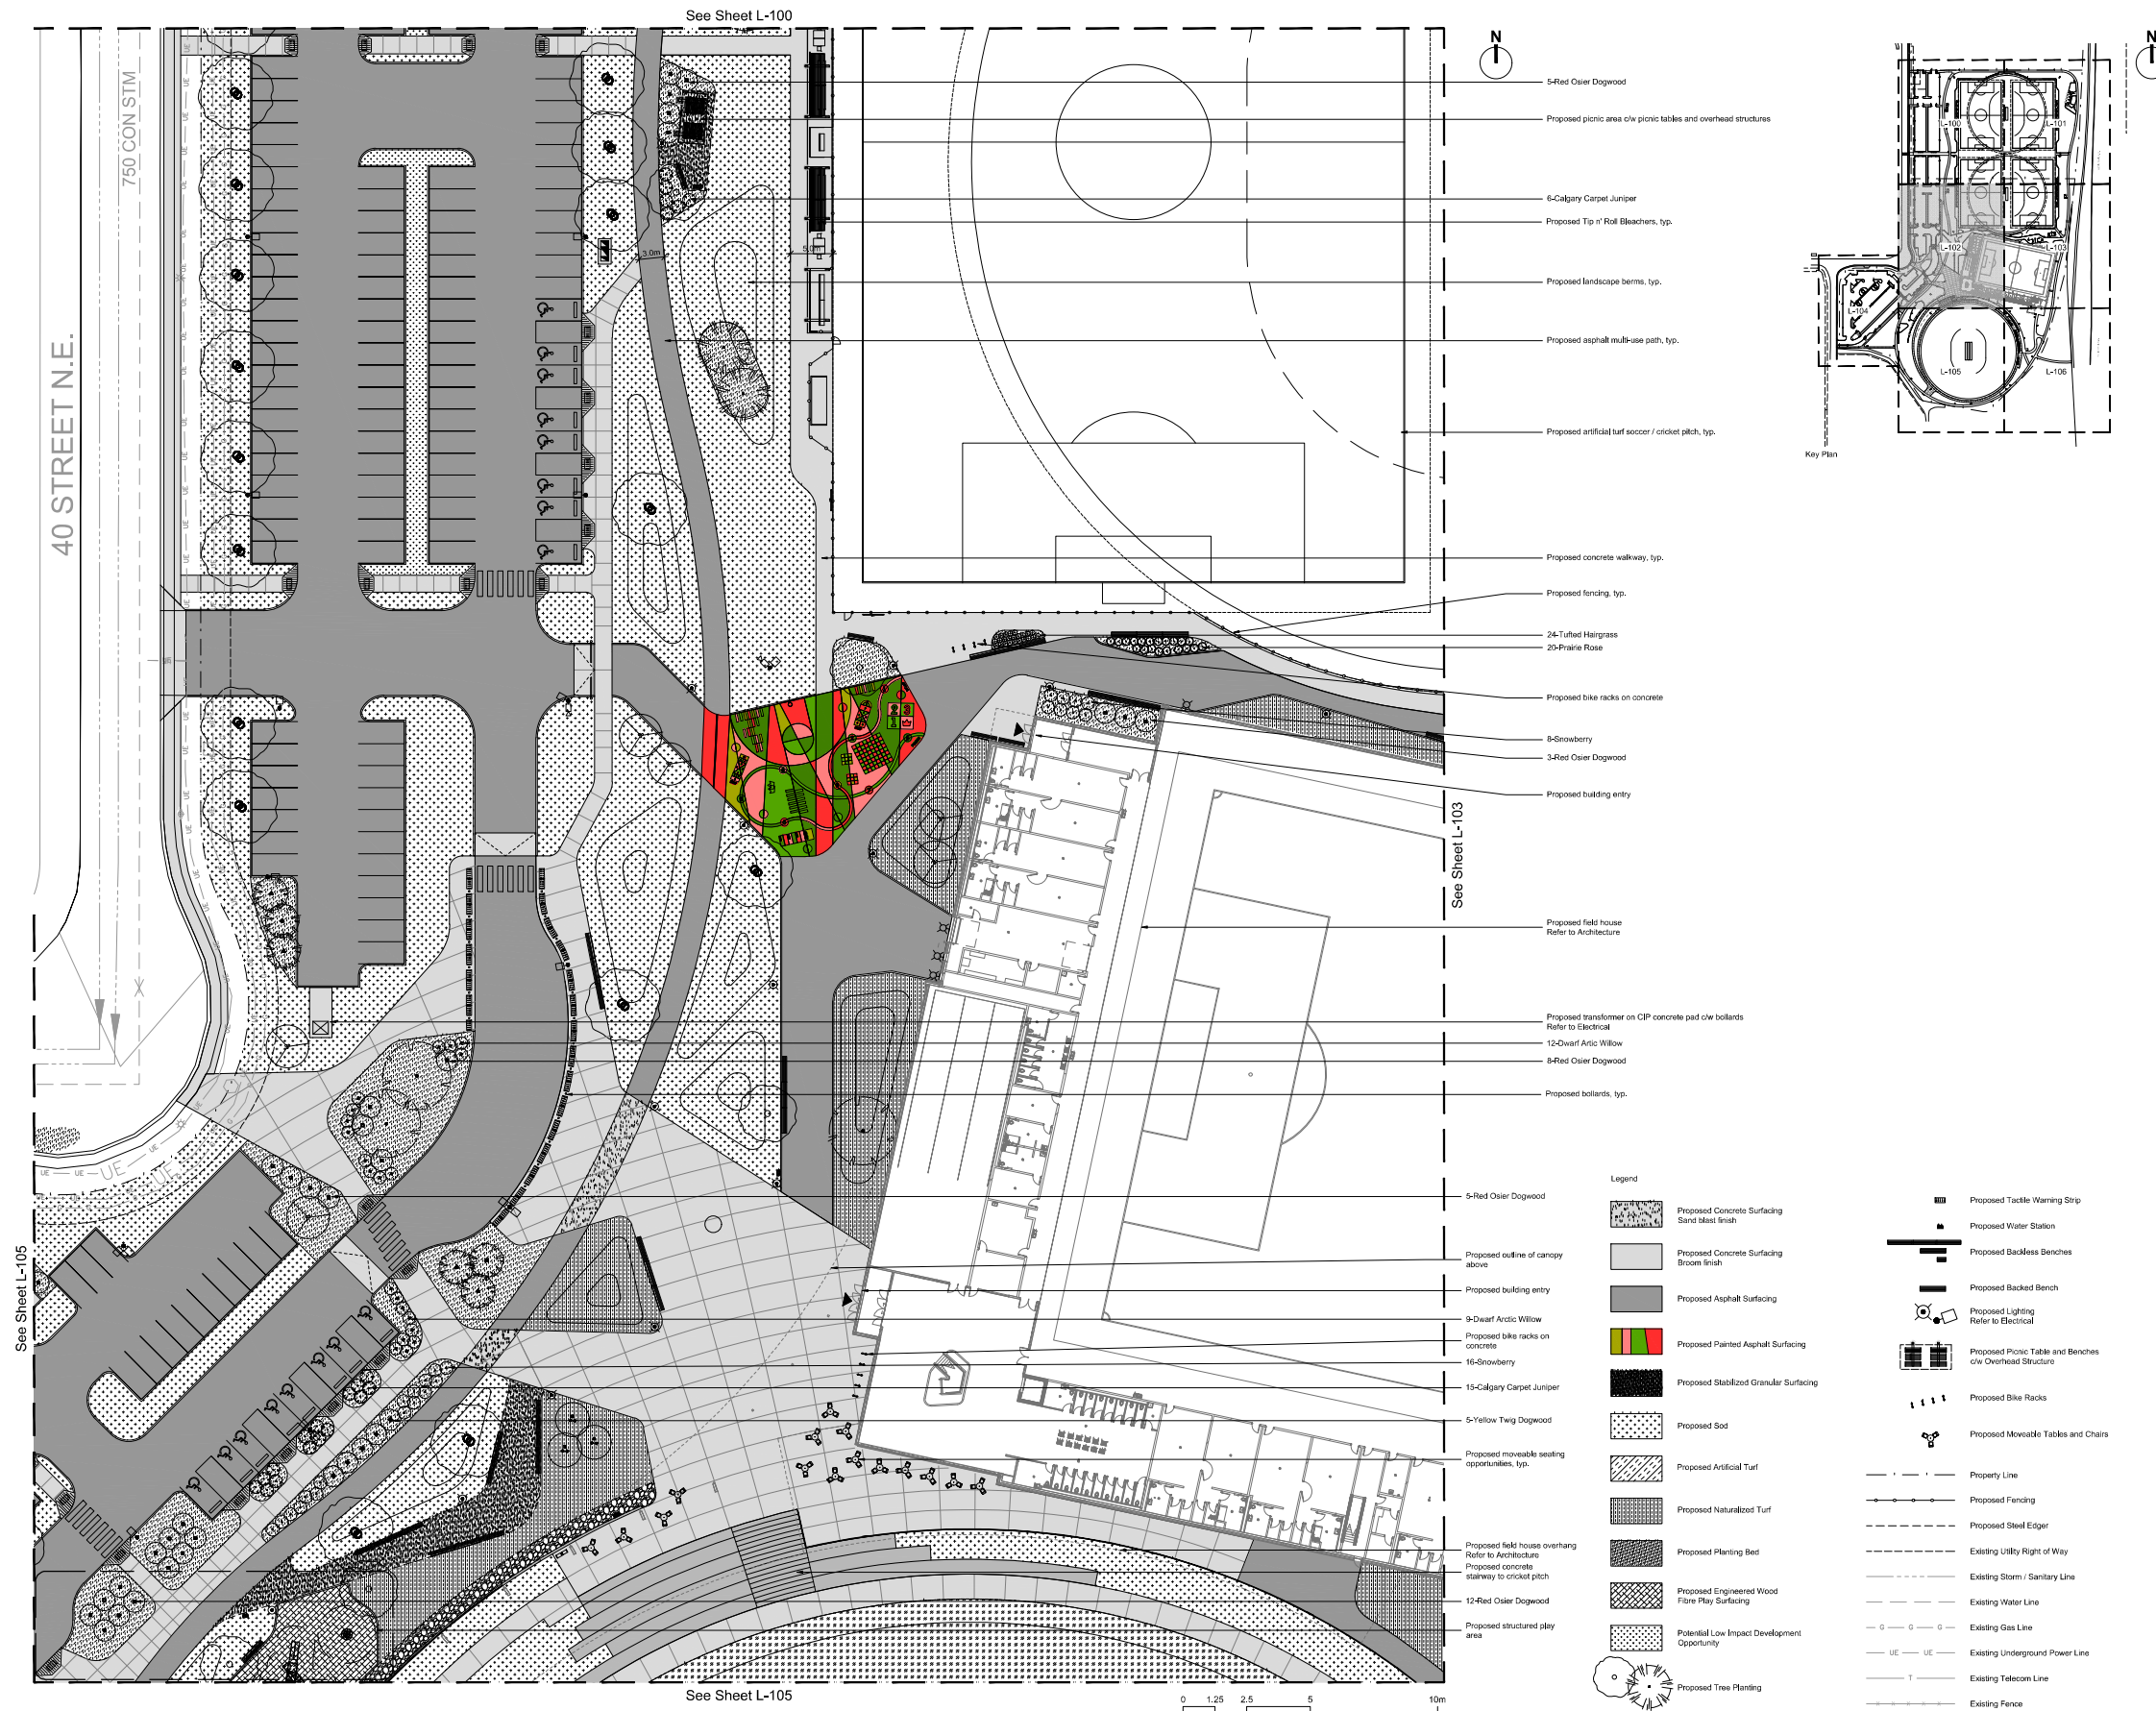 See Sheet L-100
N
N
750 CON STM
40 STREET N.E.
3.0m
5.0m
5-Red Osier Dogwood
Proposed picnic area c/w picnic tables and overhead structures
6-Calgary Carpet Juniper
Proposed Tip n' Roll Bleachers, typ.
Proposed landscape berms, typ.
Proposed asphalt multi-use path, typ.
Proposed artificial turf soccer / cricket pitch, typ.
Proposed concrete walkway, typ.
Proposed fencing, typ.
24-Tufted Hairgrass
20-Prairie Rose
Proposed bike racks on concrete
8-Snowberry
3-Red Osier Dogwood
Proposed building entry
See Sheet L-103
Proposed field house
Refer to Architecture
Proposed transformer on CIP concrete pad c/w bollards
Refer to Electrical
12-Dwarf Artic Willow
8-Red Osier Dogwood
Proposed bollards, typ.
5-Red Osier Dogwood
Proposed outline of canopy
above
Proposed building entry
9-Dwarf Arctic Willow
Proposed bike racks on
concrete
16-Snowberry
15-Calgary Carpet Juniper
5-Yellow Twig Dogwood
Proposed moveable seating
opportunities, typ.
Proposed field house overhang
Refer to Architecture
Proposed concrete
stairway to cricket pitch
12-Red Osier Dogwood
Proposed structured play
area
See Sheet L-105
See Sheet L-105
0 1.25 2.5 5 10m
L-100
L-101
L-102
L-103
L-104
L-105
L-106
Key Plan
Legend
Proposed Concrete Surfacing
Sand blast finish
Proposed Concrete Surfacing
Broom finish
Proposed Asphalt Surfacing
Proposed Painted Asphalt Surfacing
Proposed Stabilized Granular Surfacing
Proposed Sod
Proposed Artificial Turf
Proposed Naturalized Turf
Proposed Planting Bed
Proposed Engineered Wood
Fibre Play Surfacing
Potential Low Impact Development
Opportunity
Proposed Tree Planting
Proposed Tactile Warning Strip
Proposed Water Station
Proposed Backless Benches
Proposed Backed Bench
Proposed Lighting
Refer to Electrical
Proposed Picnic Table and Benches
c/w Overhead Structure
Proposed Bike Racks
Proposed Moveable Tables and Chairs
Property Line
Proposed Fencing
Proposed Steel Edger
Existing Utility Right of Way
Existing Storm / Sanitary Line
Existing Water Line
G G G Existing Gas Line
UE UE Existing Underground Power Line
T Existing Telecom Line
Existing Fence